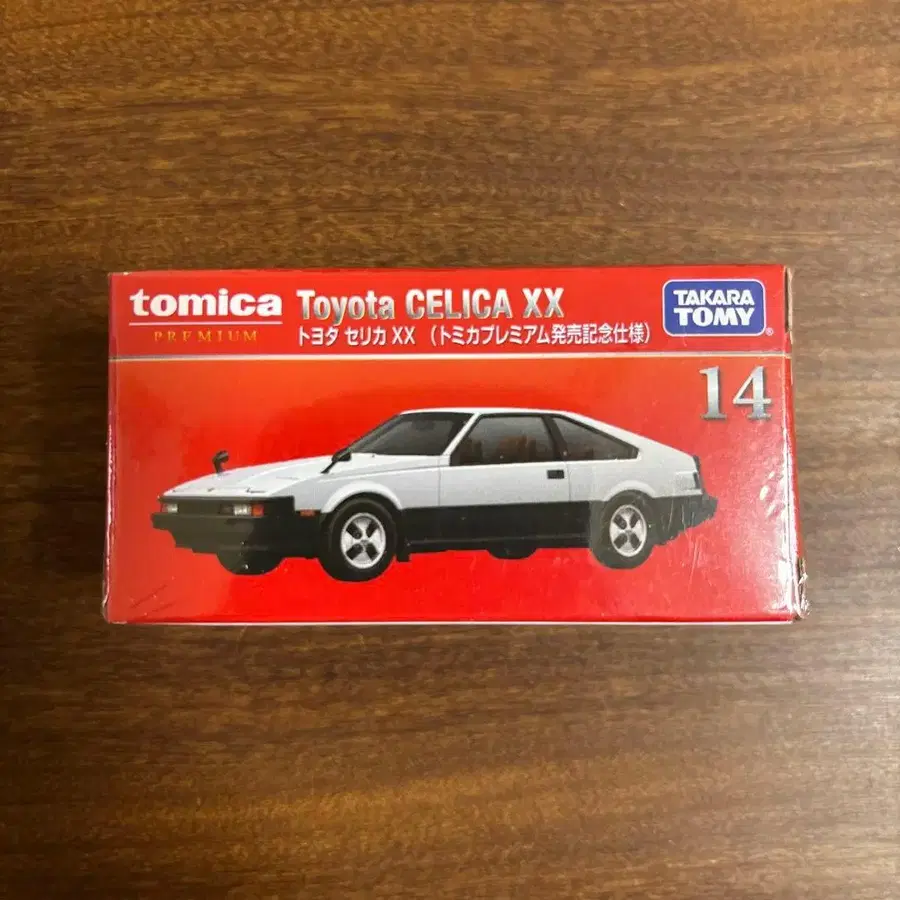 tomica
PREMIUM
Toyota CELICA XX
トヨタ セリカ XX （トミカプレミアム発売記念仕様）
TAKARA
TOMY®
14